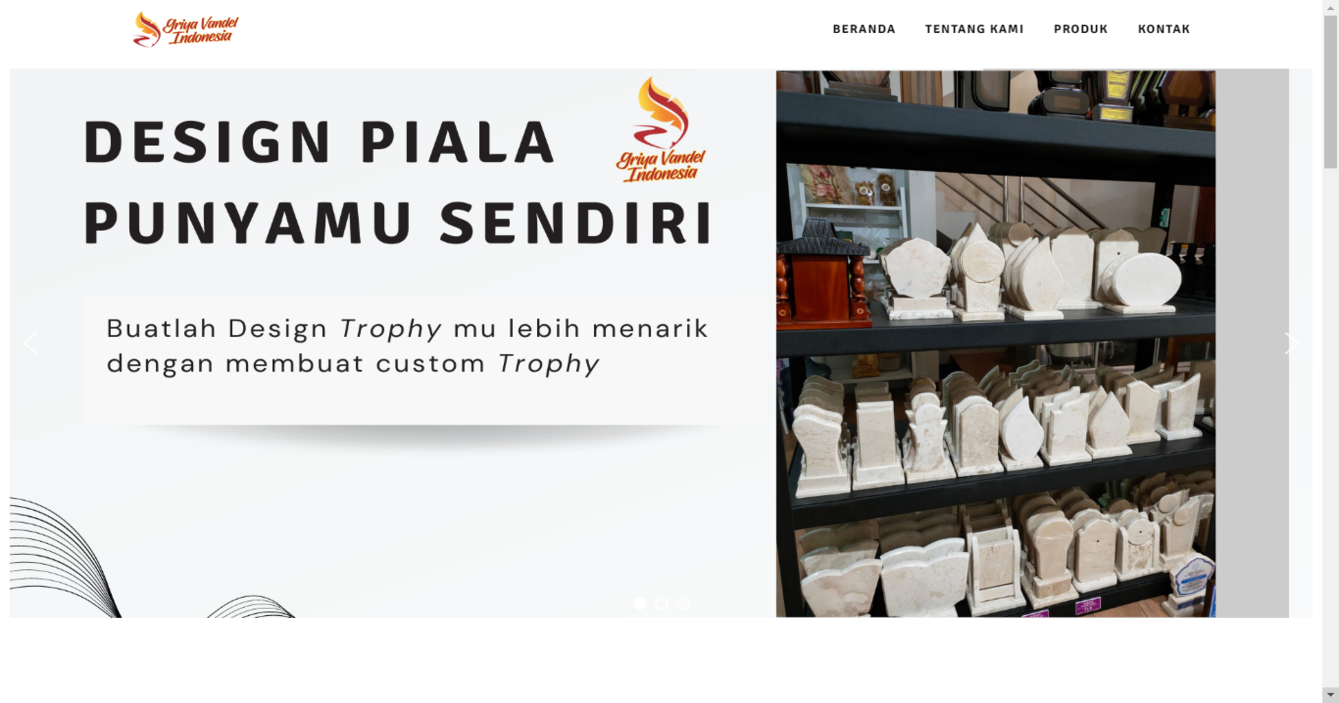 Griya Vandel
Indonesia
BERANDA TENTANG KAMI PRODUK KONTAK
DESIGN PIALA
PUNYAMU SENDIRI
Griya Vandel
Indonesia
Buatlah Design Trophy mu lebih menarik
dengan membuat custom Trophy